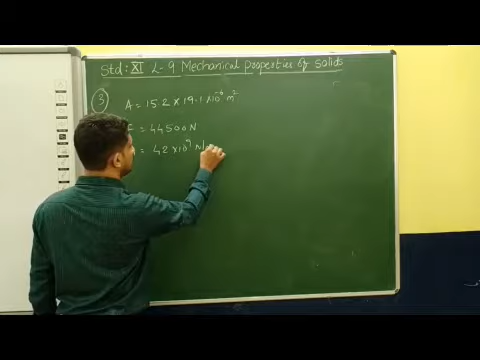 Std: XI L-9 Mechanical properties of solids
③ A = 15.2 × 19.1 × 10⁻⁶ m²
F = 44500 N
= 42 × 10⁹ N/